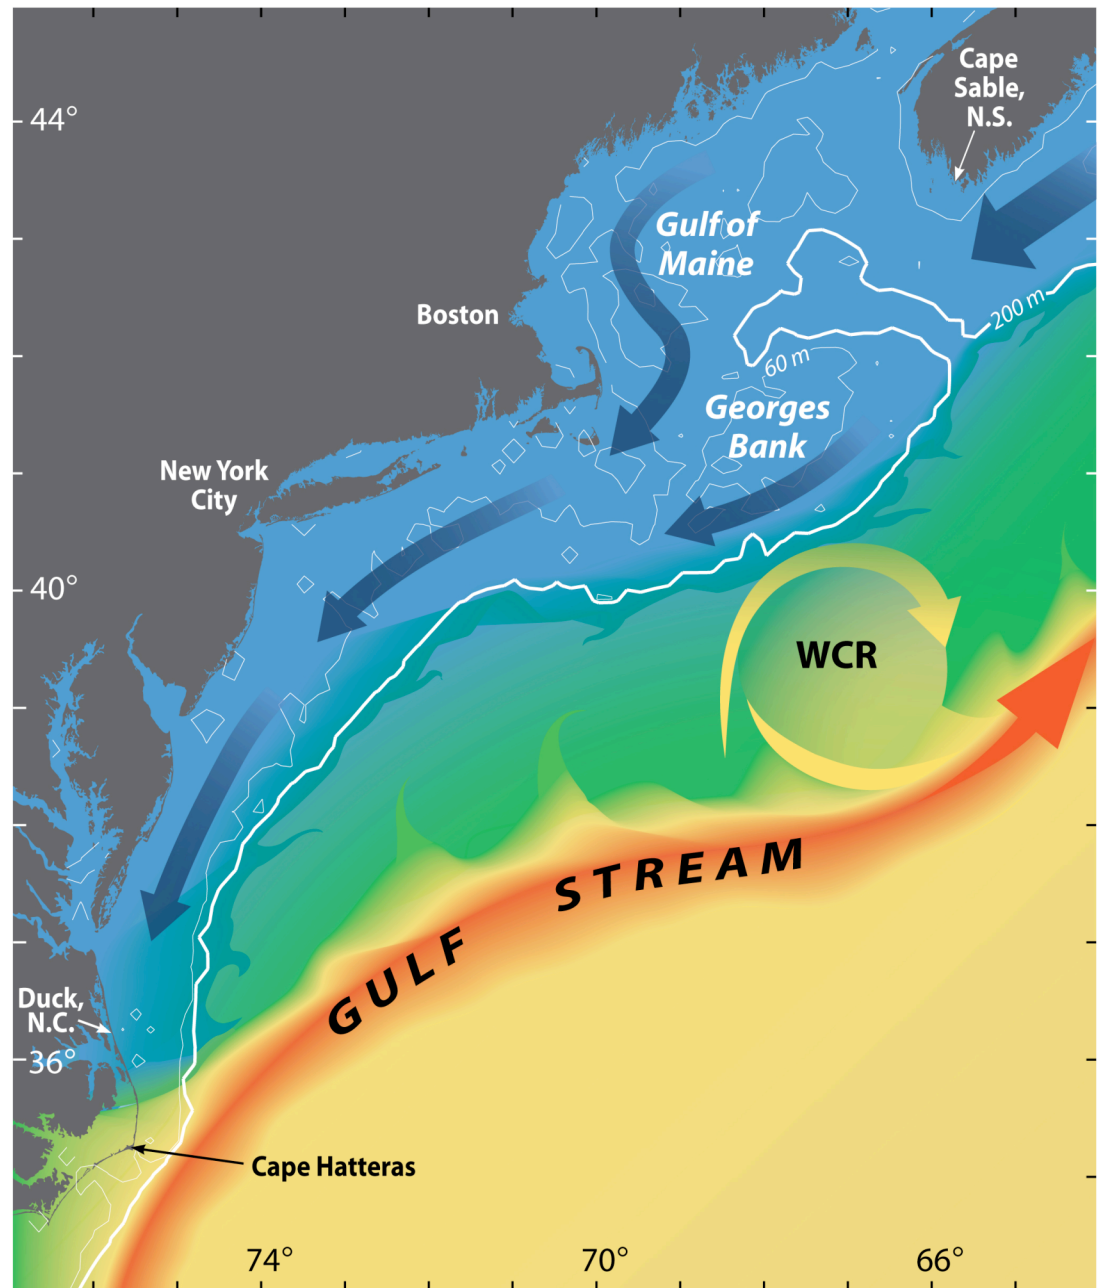 44°
Cape
Sable,
N.S.
Gulf of
Maine
Boston
200 m
60 m
Georges
Bank
New York
City
40°
WCR
GULF STREAM
Duck,
N.C.
36°
Cape Hatteras
74°
70°
66°